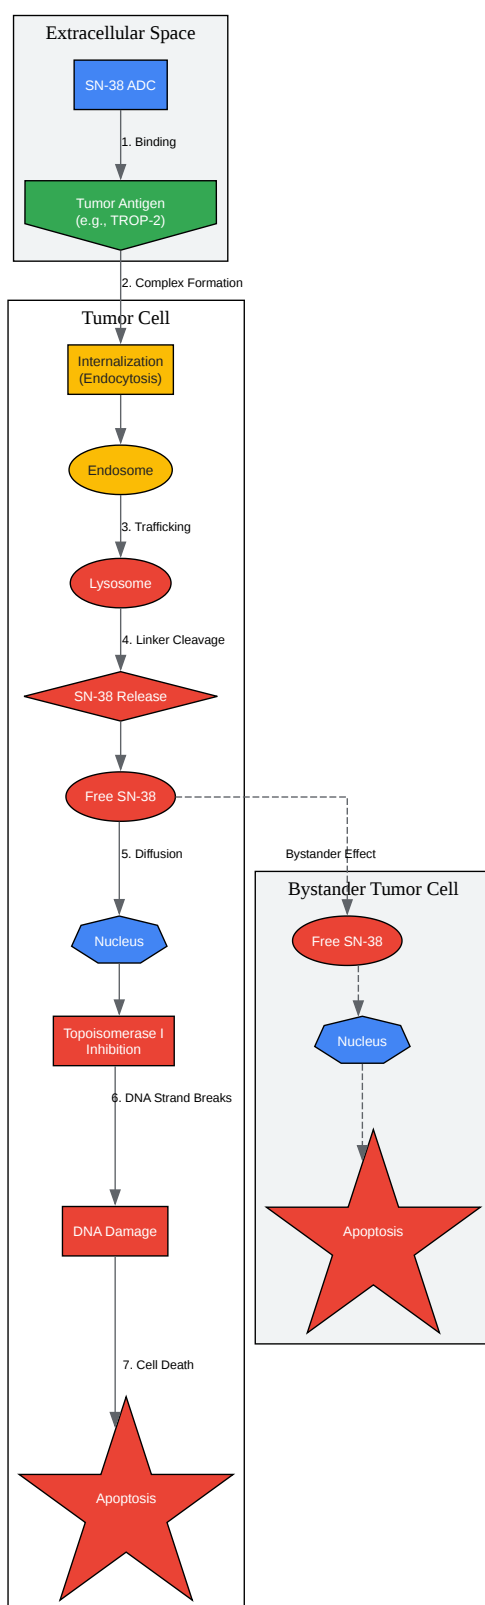 Extracellular Space
SN-38 ADC
1. Binding
Tumor Antigen
(e.g., TROP-2)
2. Complex Formation
Tumor Cell
Internalization
(Endocytosis)
Endosome
3. Trafficking
Lysosome
4. Linker Cleavage
SN-38 Release
Free SN-38
5. Diffusion
Nucleus
Topoisomerase I
Inhibition
6. DNA Strand Breaks
DNA Damage
7. Cell Death
Apoptosis
Bystander Effect
Bystander Tumor Cell
Free SN-38
Nucleus
Apoptosis